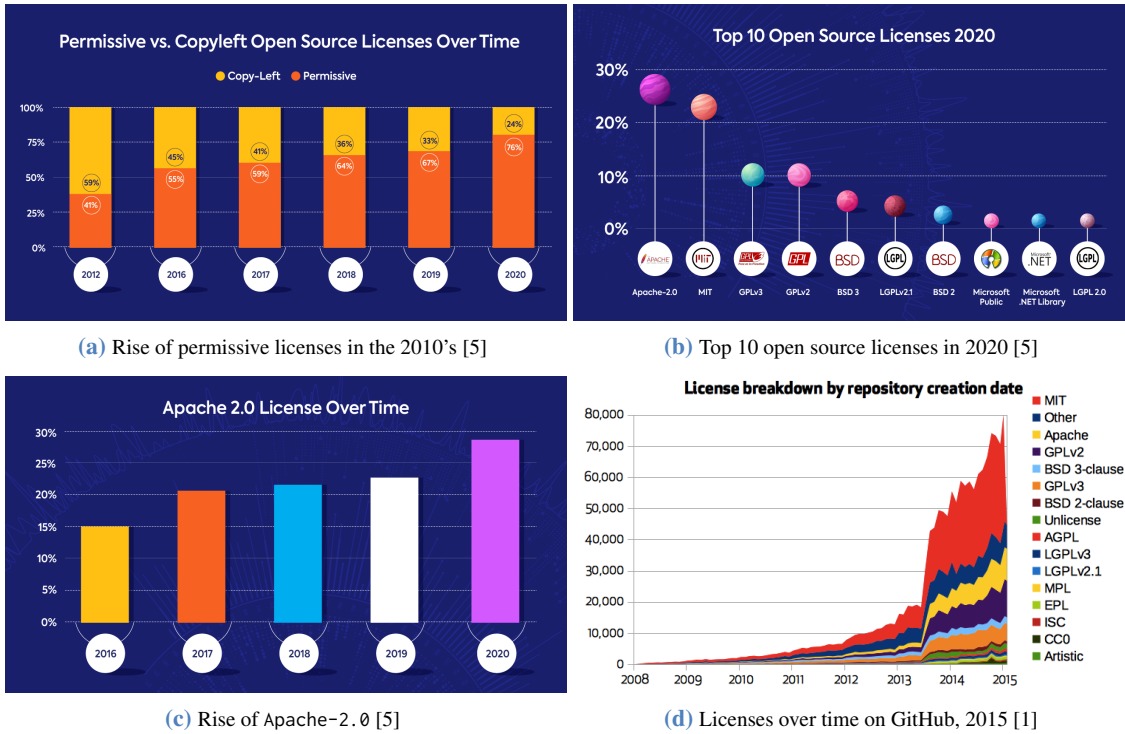 Permissive vs. Copyleft Open Source Licenses Over Time
Copy-Left Permissive
100%
75%
50%
25%
0%
59%
41%
45%
55%
41%
59%
36%
64%
33%
67%
24%
76%
2012 2016 2017 2018 2019 2020
(a) Rise of permissive licenses in the 2010's [5]
Top 10 Open Source Licenses 2020
30%
20%
10%
0%
APACHE MIT GPLv3 GPL BSD LGPL BSD Microsoft .NET LGPL
Apache-2.0 MIT GPLv3 GPLv2 BSD 3 LGPLv2.1 BSD 2 Microsoft Public Microsoft .NET Library LGPL 2.0
(b) Top 10 open source licenses in 2020 [5]
Apache 2.0 License Over Time
30%
25%
20%
15%
10%
5%
0%
2016 2017 2018 2019 2020
(c) Rise of Apache-2.0 [5]
License breakdown by repository creation date
80,000
70,000
60,000
50,000
40,000
30,000
20,000
10,000
0
2008 2009 2010 2011 2012 2013 2014 2015
MIT
Other
Apache
GPLv2
BSD 3-clause
GPLv3
BSD 2-clause
Unlicense
AGPL
LGPLv3
LGPLv2.1
MPL
EPL
ISC
CC0
Artistic
(d) Licenses over time on GitHub, 2015 [1]